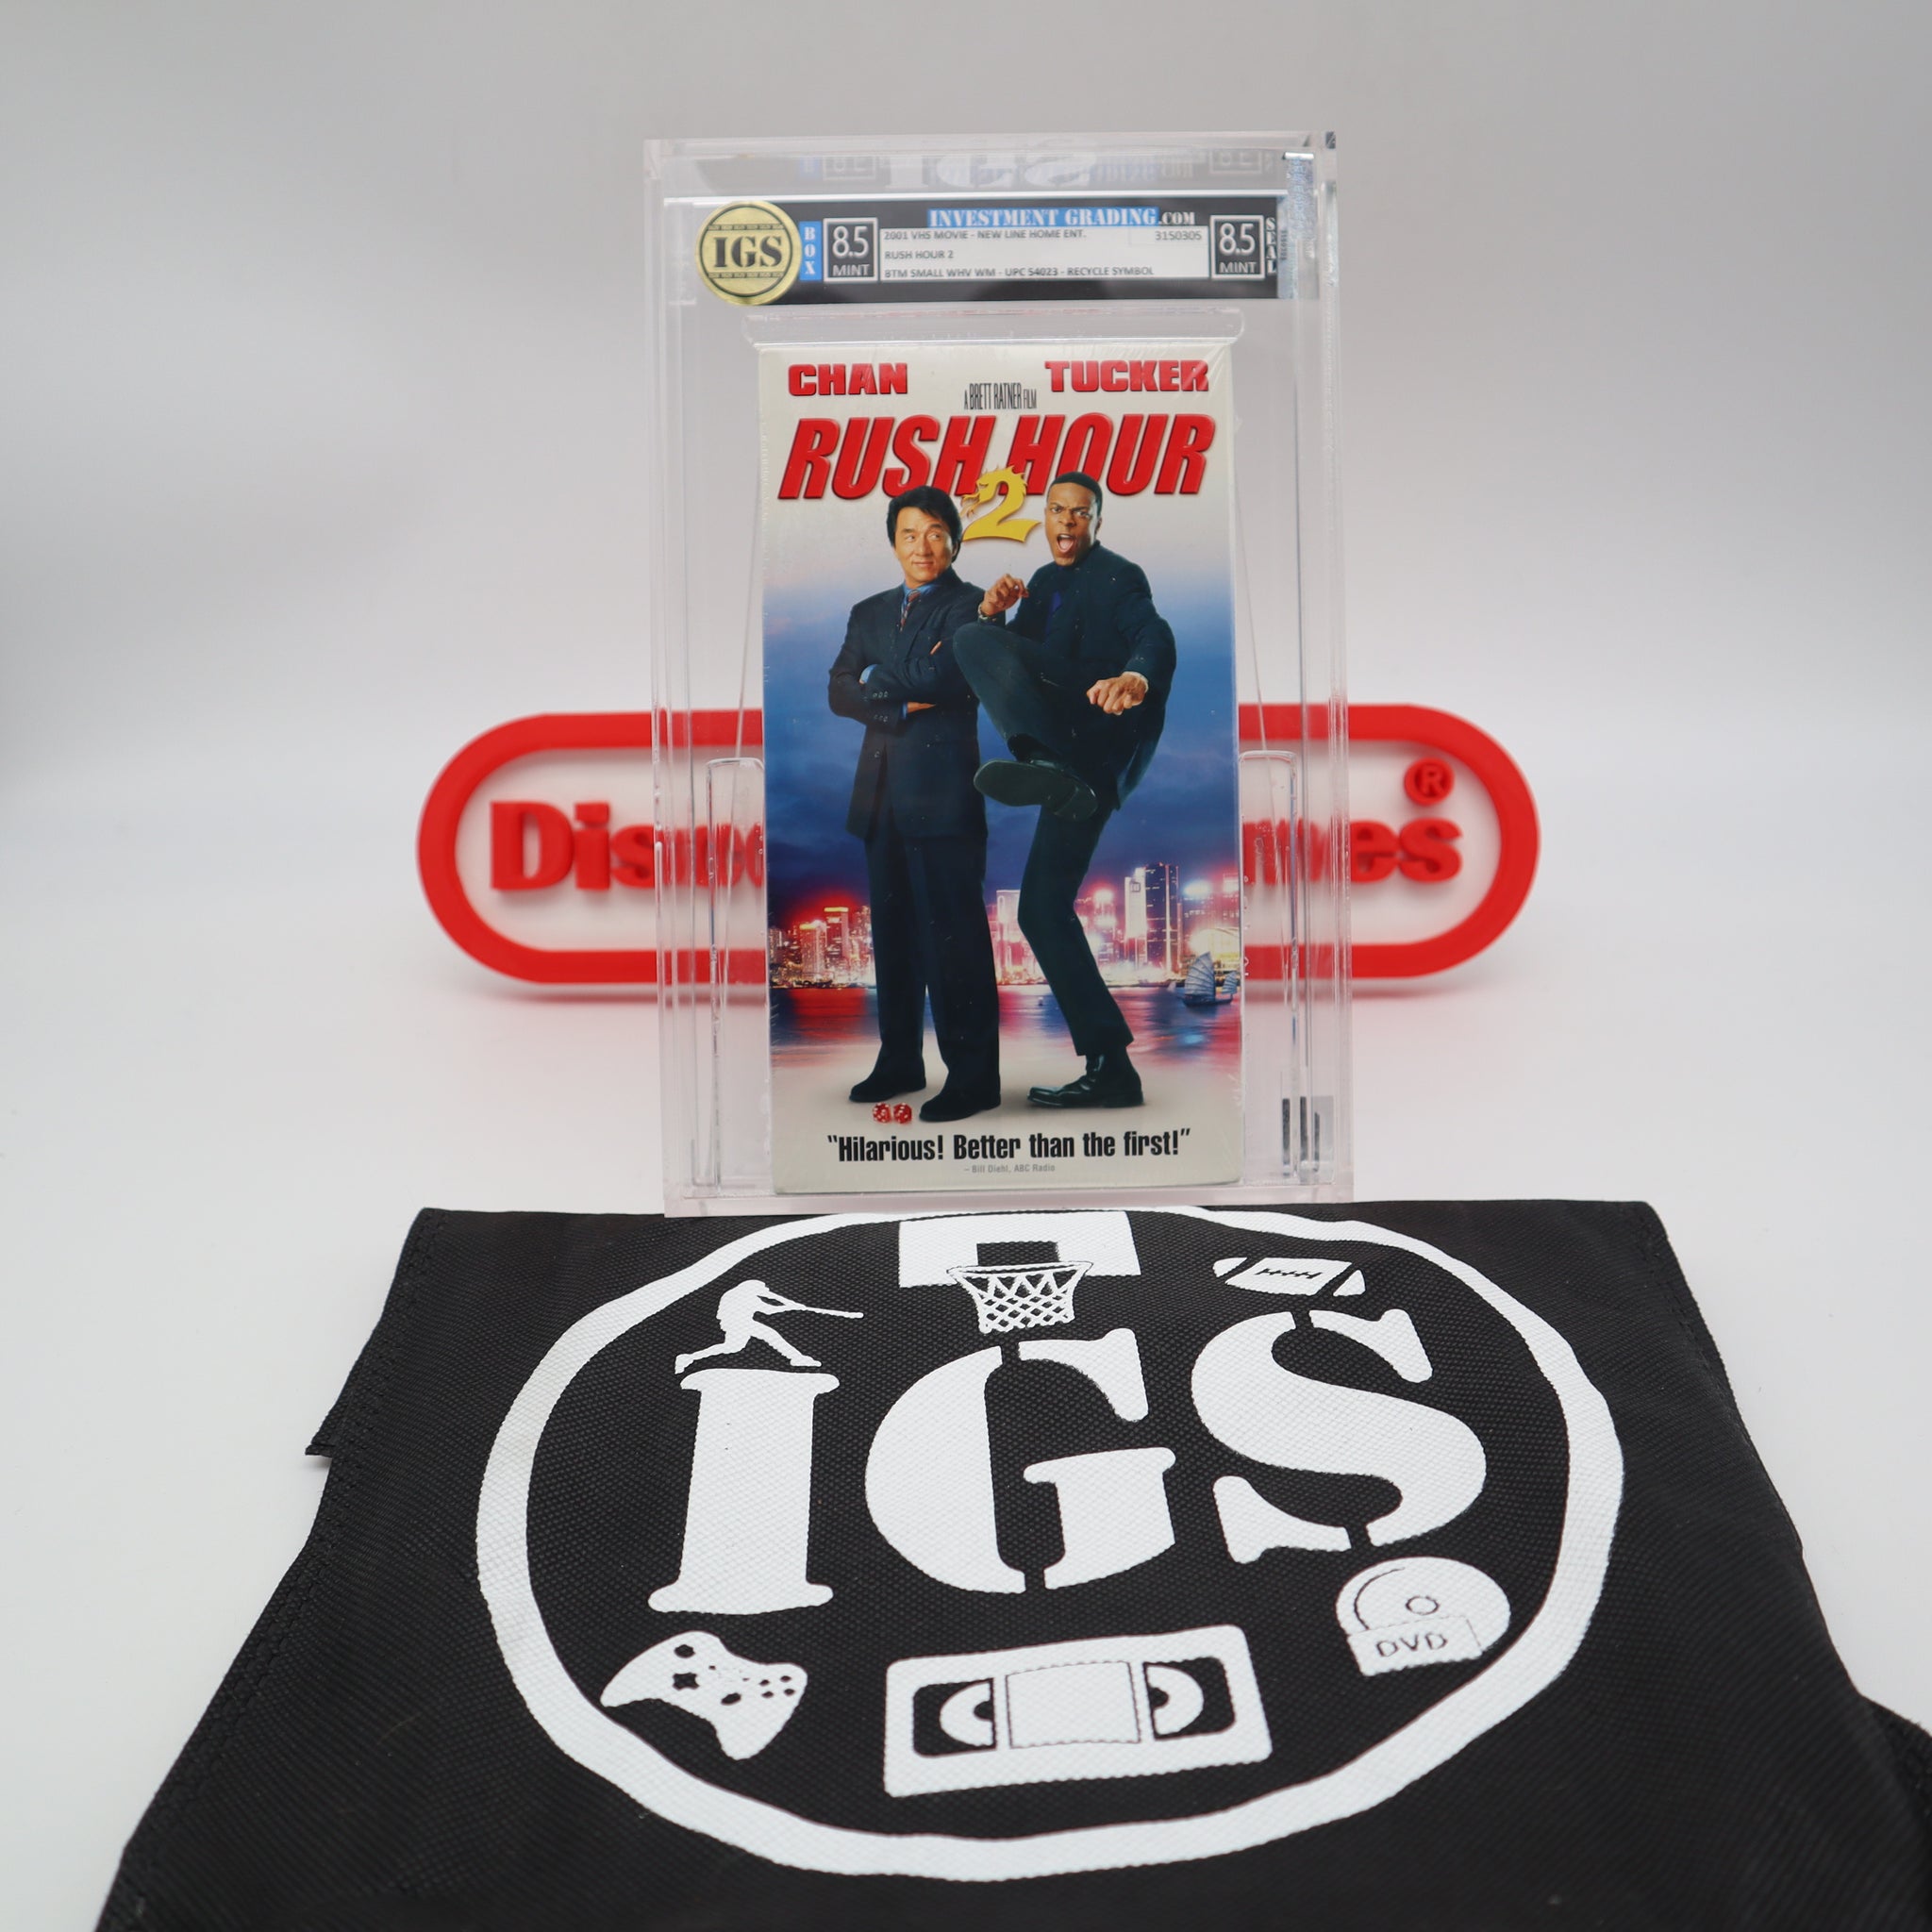 IGS
BOX
8.5
MINT
INVESTMENT GRADING.COM
2001 VHS MOVIE - NEW LINE HOME ENT. 3150305
RUSH HOUR 2
BTM SMALL WHV WM - UPC 54023 - RECYCLE SYMBOL
8.5
MINT
SEAL
CHAN TUCKER
A BRETT RATNER FILM
RUSH HOUR
2
Dis mes ®
"Hilarious! Better than the first!"
– Bill Diehl, ABC Radio
IGS
DVD